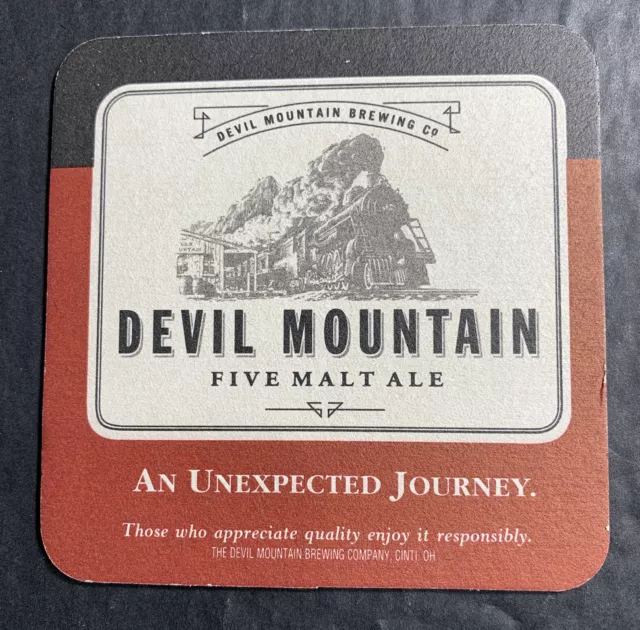 DEVIL MOUNTAIN BREWING Cº
DEVIL MOUNTAIN
FIVE MALT ALE
AN UNEXPECTED JOURNEY.
Those who appreciate quality enjoy it responsibly.
THE DEVIL MOUNTAIN BREWING COMPANY, CINTI. OH